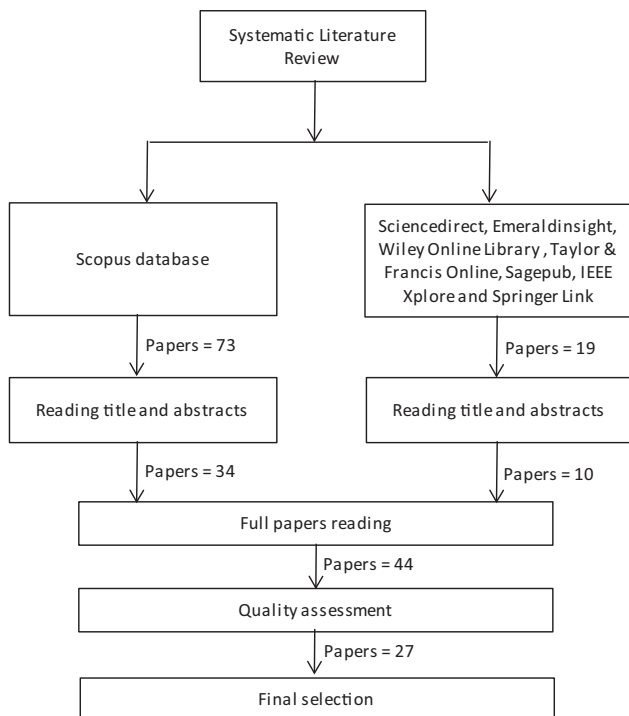 Systematic Literature
Review
Scopus database
Sciencedirect, Emeraldinsight,
Wiley Online Library , Taylor &
Francis Online, Sagepub, IEEE
Xplore and Springer Link
Papers = 73
Papers = 19
Reading title and abstracts
Reading title and abstracts
Papers = 34
Papers = 10
Full papers reading
Papers = 44
Quality assessment
Papers = 27
Final selection